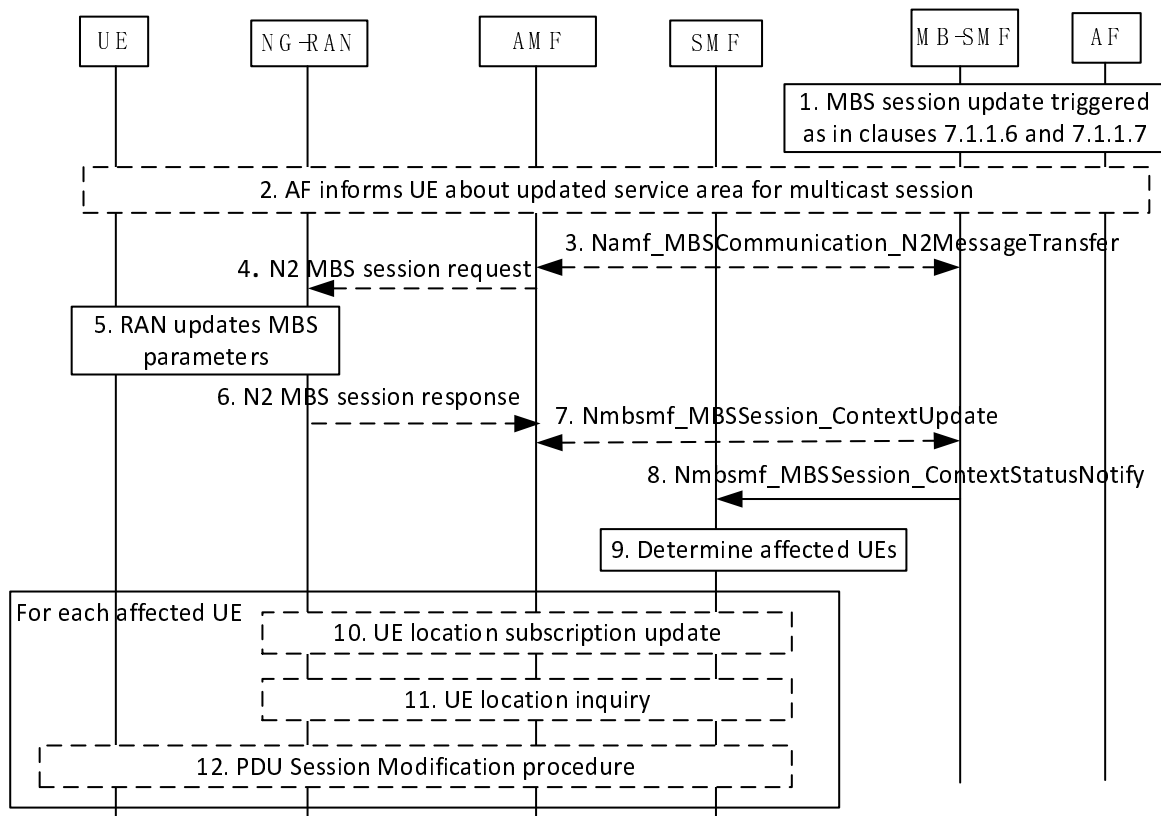 UE
NG-RAN
AMF
SMF
MB-SMF
AF
1. MBS session update triggered
as in clauses 7.1.1.6 and 7.1.1.7
2. AF informs UE about updated service area for multicast session
3. Namf_MBSCommunication_N2MessageTransfer
4. N2 MBS session request
5. RAN updates MBS
parameters
6. N2 MBS session response
7. Nmbsmf_MBSSession_ContextUpdate
8. Nmbsmf_MBSSession_ContextStatusNotify
9. Determine affected UEs
For each affected UE
10. UE location subscription update
11. UE location inquiry
12. PDU Session Modification procedure